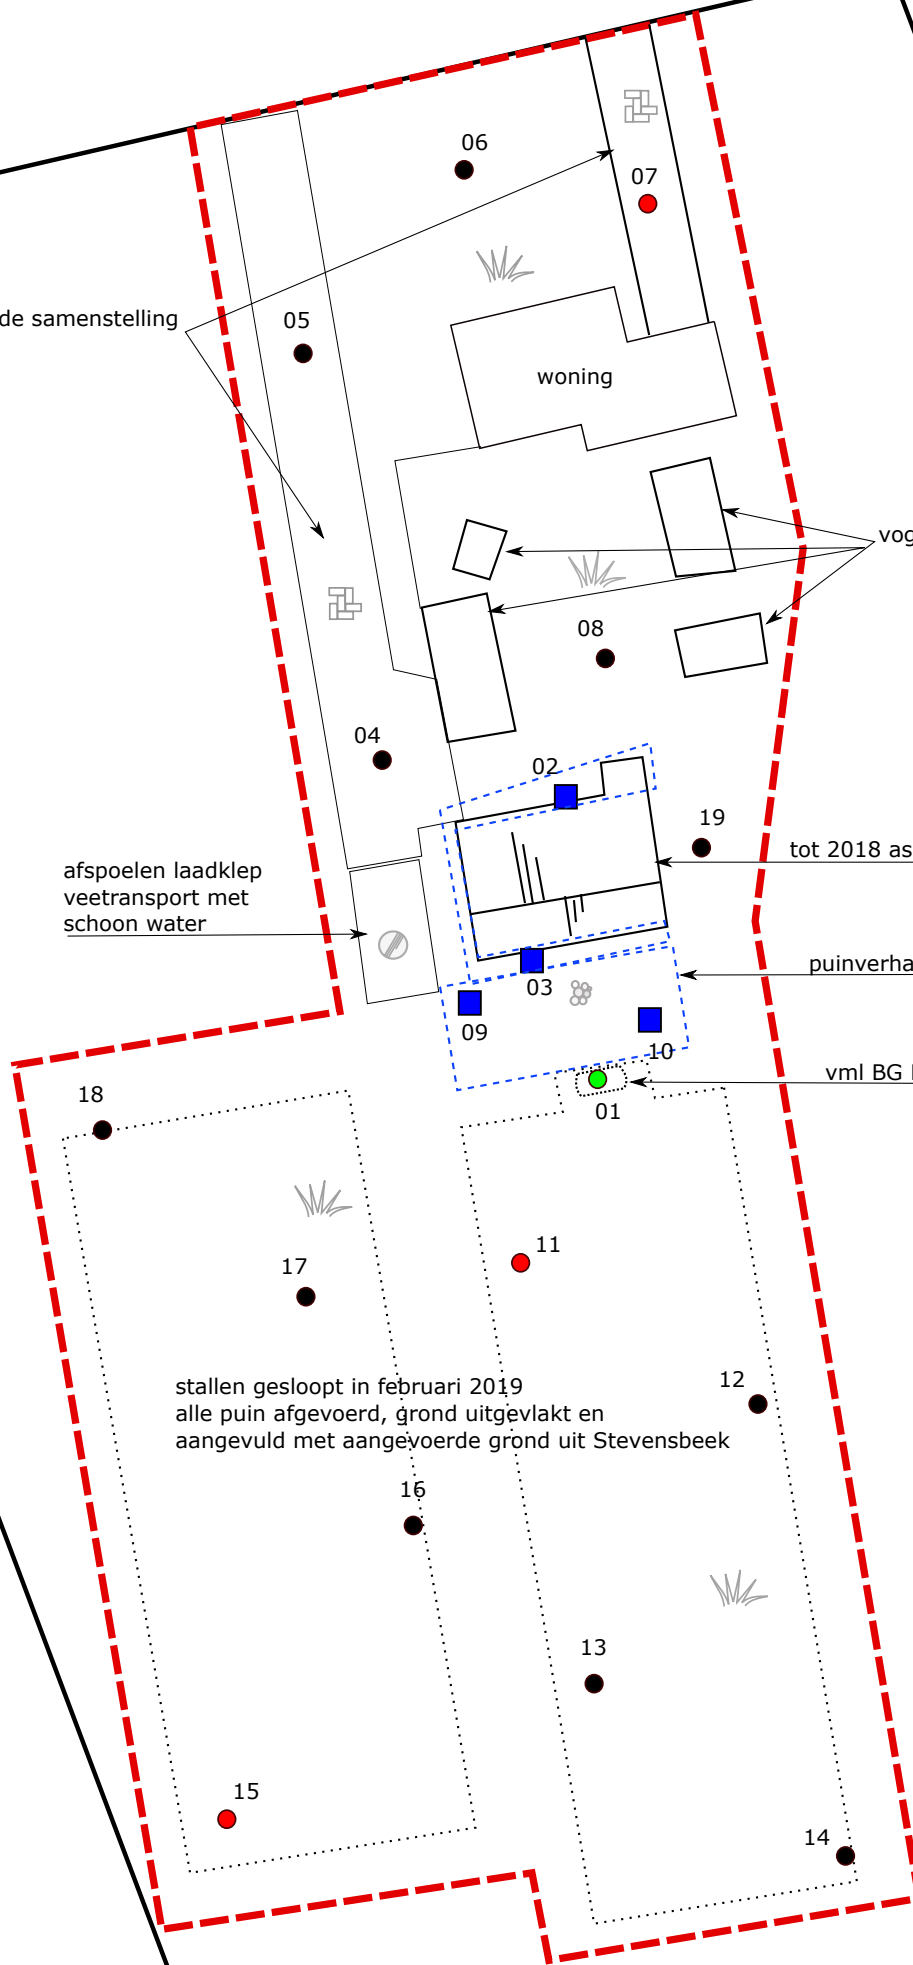 06
07
de samenstelling
05
woning
vog
08
04
02
19
tot 2018 as
afspoelen laadklep
veetransport met
schoon water
puinverha
03
09
10
vml BG
01
18
11
17
12
stallen gesloopt in februari 2019
alle puin afgevoerd, grond uitgevlakt en
aangevuld met aangevoerde grond uit Stevensbeek
16
13
15
14